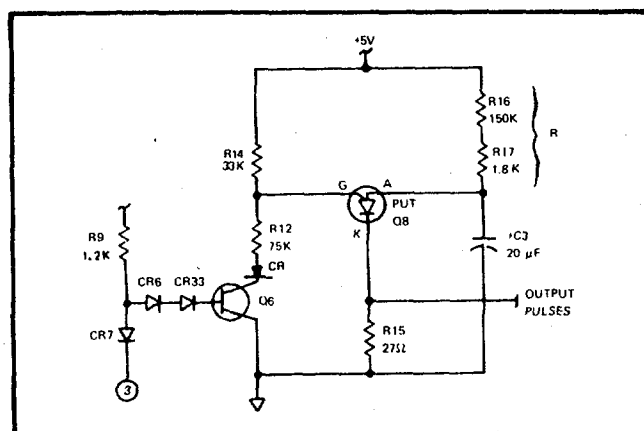 +5V
R16
150K
R
R17
1.8K
R14
33K
G
A
PUT
Q8
K
R12
75K
+C3
20 µF
R9
1.2K
CR
CR6
CR33
Q6
OUTPUT
PULSES
CR7
R15
27Ω
3